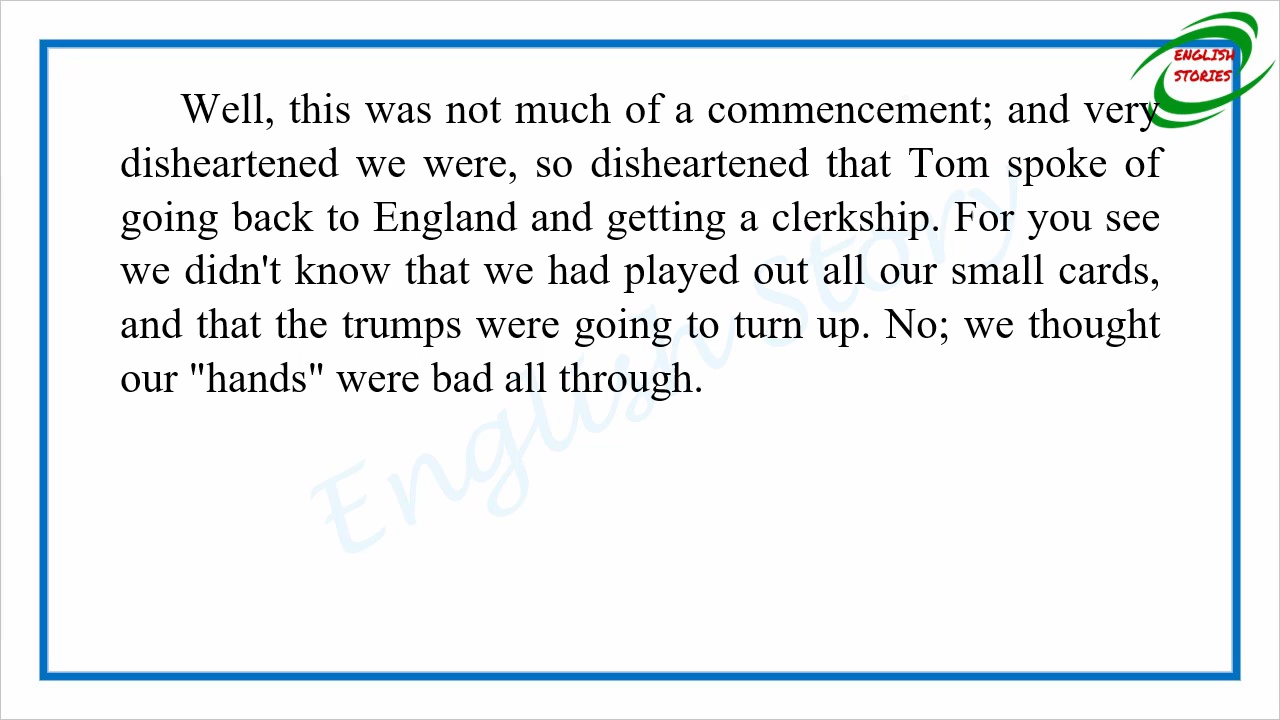 ENGLISH
STORIES
Well, this was not much of a commencement; and very
disheartened we were, so disheartened that Tom spoke of
going back to England and getting a clerkship. For you see
we didn't know that we had played out all our small cards,
and that the trumps were going to turn up. No; we thought
our "hands" were bad all through.
English Story